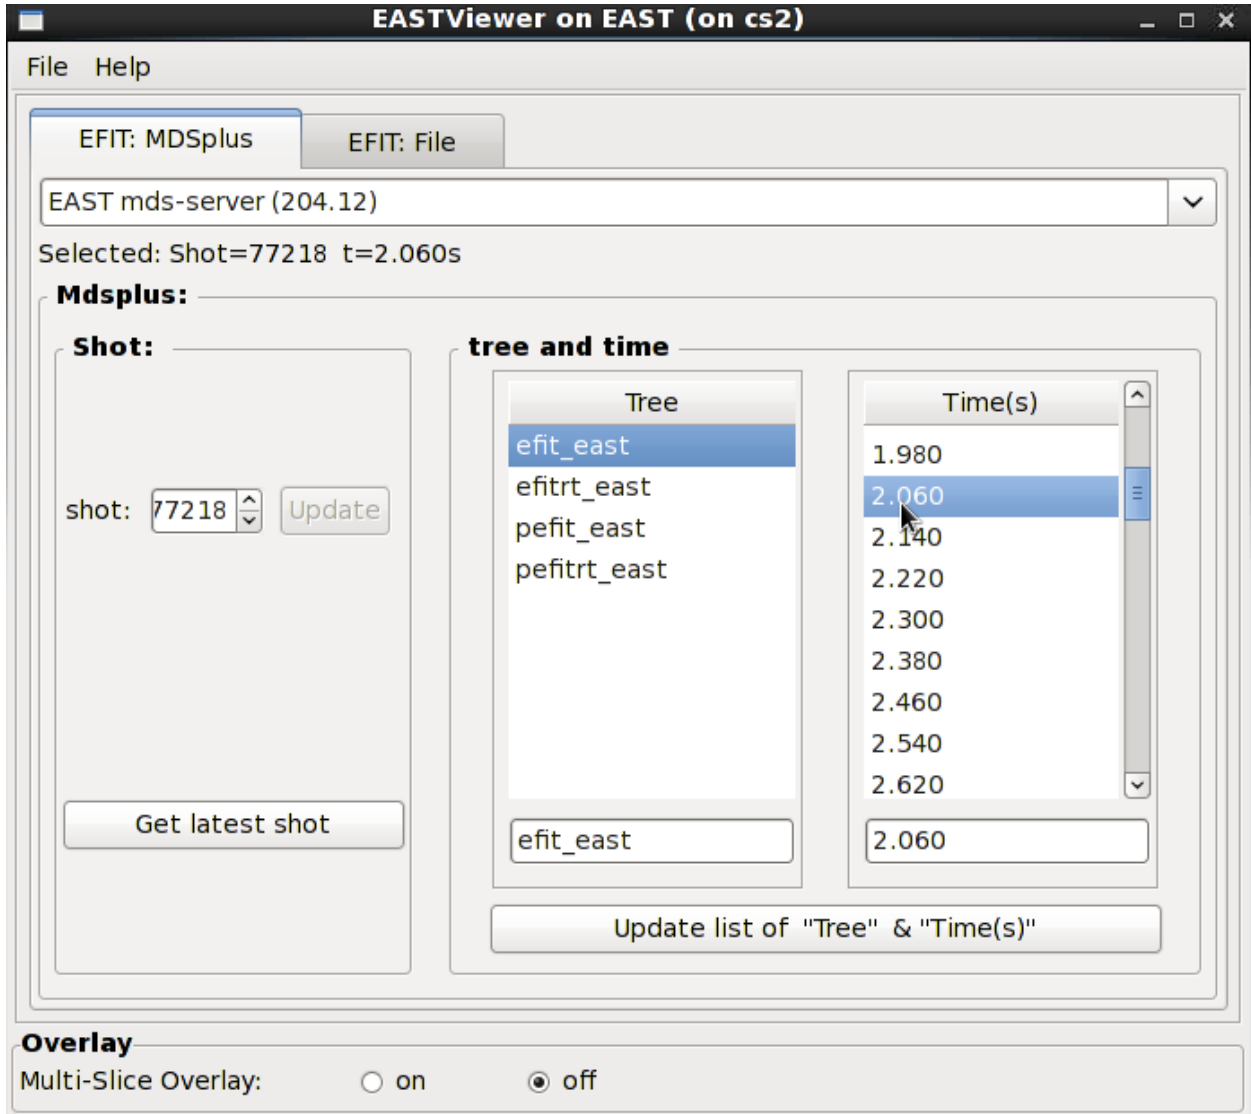 EASTViewer on EAST (on cs2)
File Help
EFIT: MDSplus EFIT: File
EAST mds-server (204.12)
Selected: Shot=77218 t=2.060s
Mdsplus:
Shot:
shot: 77218 Update
Get latest shot
tree and time
Tree
efit_east
efitrt_east
pefit_east
pefitrt_east
efit_east
Time(s)
1.980
2.060
2.140
2.220
2.300
2.380
2.460
2.540
2.620
2.060
Update list of "Tree" & "Time(s)"
Overlay
Multi-Slice Overlay: on off